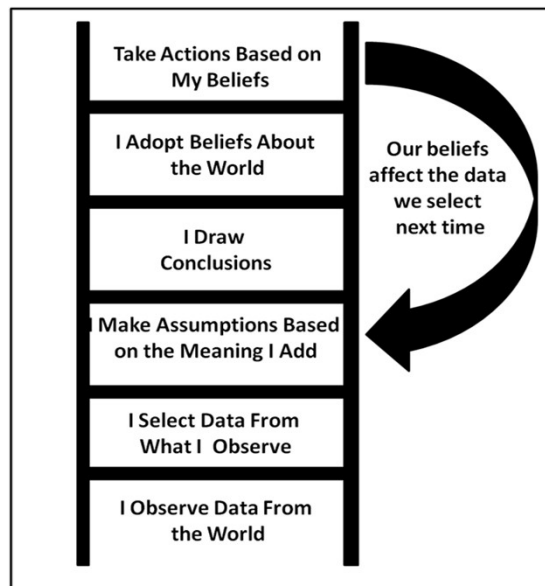 Take Actions Based on
My Beliefs
I Adopt Beliefs About
the World
Our beliefs
affect the data
we select
next time
I Draw
Conclusions
I Make Assumptions Based
on the Meaning I Add
I Select Data From
What I Observe
I Observe Data From
the World